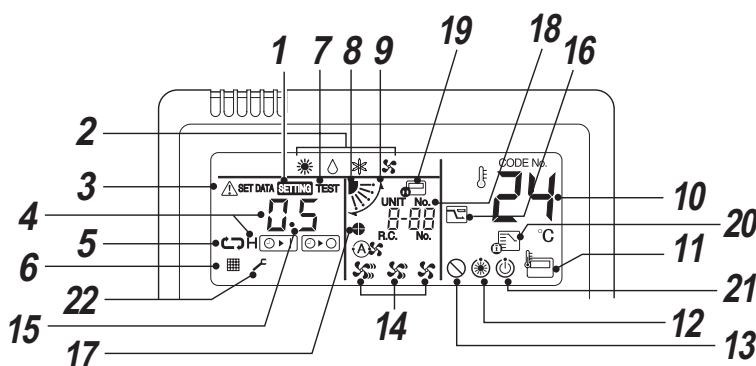 1 7 8 9 19 18 16
2
3 4 5 6 22 15 17
14
10 20 11 21 12 13
CODE No.
SET DATA SETTING TEST
UNIT No.
24
0.5
8-88
°C
H
R.C. No.
A